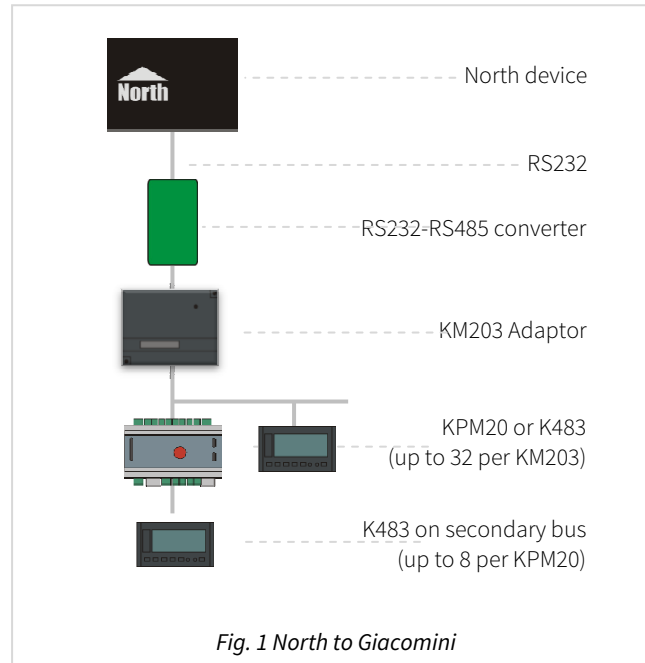 North
North device
RS232
RS232-RS485 converter
KM203 Adaptor
KPM20 or K483
(up to 32 per KM203)
K483 on secondary bus
(up to 8 per KPM20)
Fig. 1 North to Giacomini